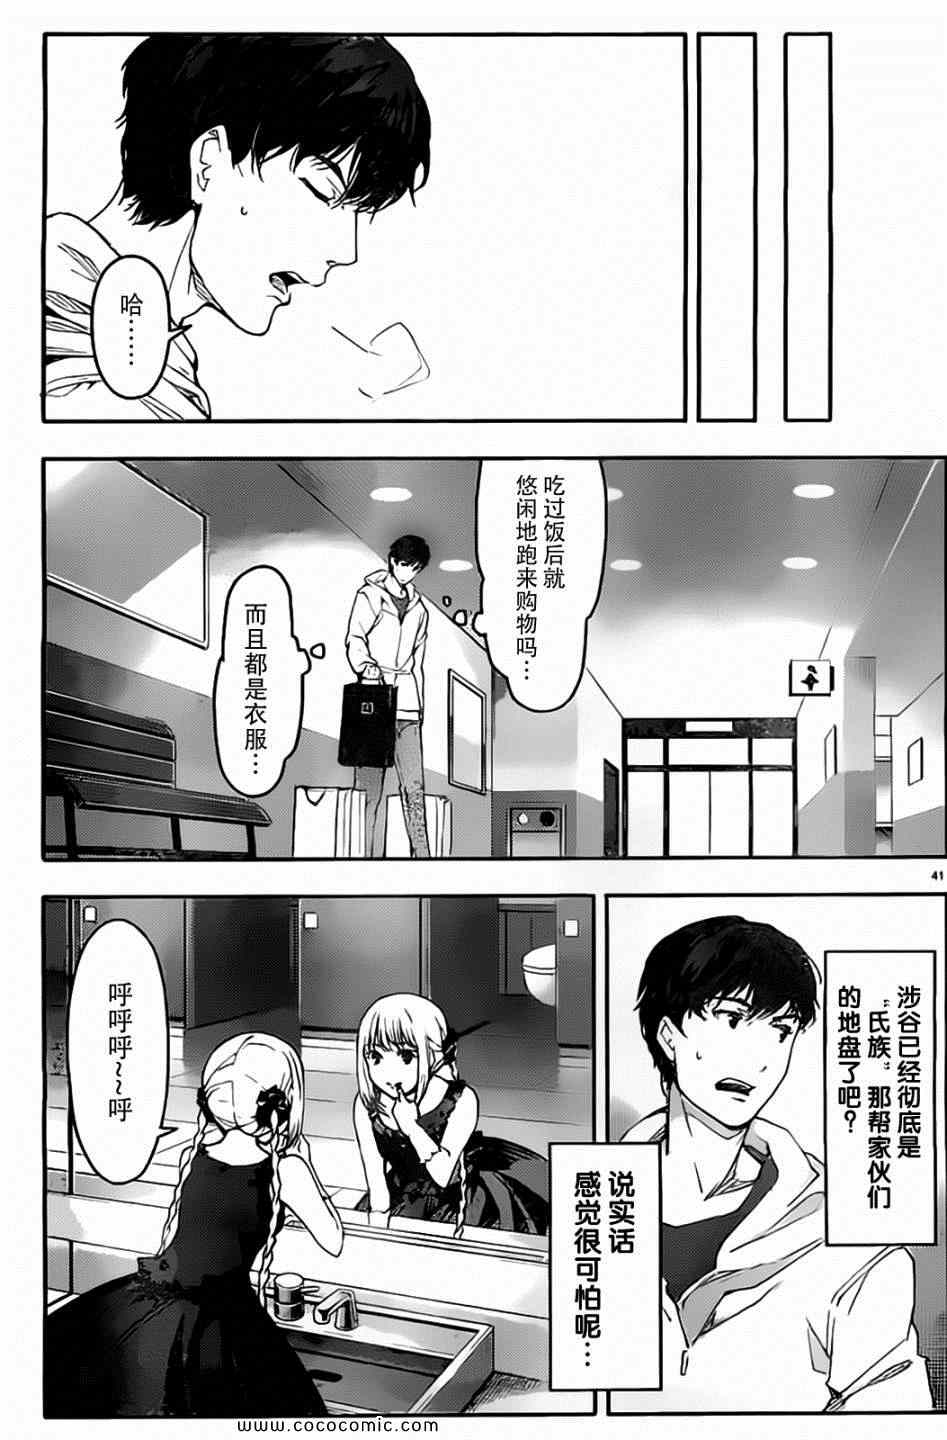 哈……
吃过饭后就
悠闲地跑来购物吗…
而且都是衣服…
41
涉谷已经彻底是
“氏族”那帮家伙们
的地盘了吧？
说实话
感觉很可怕呢…
呼呼呼~~呼
www.cococomic.com